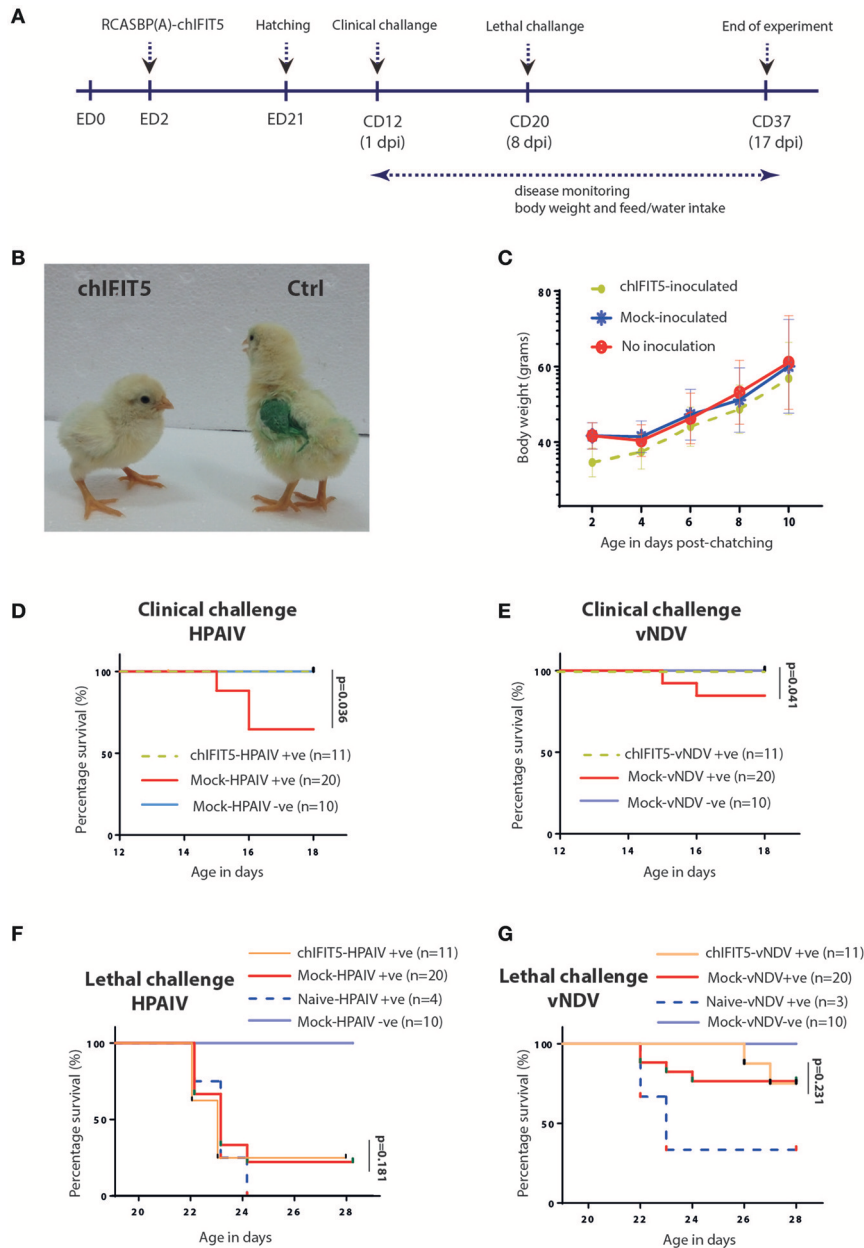 A
RCASBP(A)-chIFIT5
Hatching
Clinical challange
Lethal challange
End of experiment
ED0
ED2
ED21
CD12
(1 dpi)
CD20
(8 dpi)
CD37
(17 dpi)
disease monitoring
body weight and feed/water intake
B
chIFIT5
Ctrl
C
chIFIT5-inoculated
Mock-inoculated
No inoculation
Body weight (grams)
80
60
40
2 4 6 8 10
Age in days post-chatching
D
Clinical challenge
HPAIV
Percentage survival (%)
100
50
0
p=0.036
chIFIT5-HPAIV +ve (n=11)
Mock-HPAIV +ve (n=20)
Mock-HPAIV -ve (n=10)
12 14 16 18
Age in days
E
Clinical challenge
vNDV
Percentage survival (%)
100
50
0
p=0.041
chIFIT5-vNDV +ve (n=11)
Mock-vNDV +ve (n=20)
Mock-vNDV -ve (n=10)
12 14 16 18
Age in days
F
Lethal challenge
HPAIV
chIFIT5-HPAIV +ve (n=11)
Mock-HPAIV +ve (n=20)
Naive-HPAIV +ve (n=4)
Mock-HPAIV -ve (n=10)
Percentage survival (%)
100
50
0
p=0.181
20 22 24 26 28
Age in days
G
Lethal challenge
vNDV
chIFIT5-vNDV +ve (n=11)
Mock-vNDV+ve (n=20)
Naive-vNDV +ve (n=3)
Mock-vNDV-ve (n=10)
Percentage survival (%)
100
50
0
p=0.231
20 22 24 26 28
Age in days